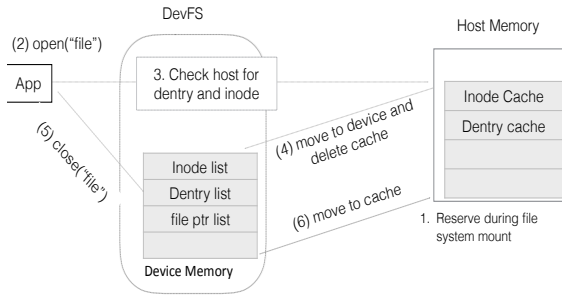 DevFS
Host Memory
(2) open(“file”)
App
3. Check host for
dentry and inode
Inode Cache
Dentry cache
(4) move to device and
delete cache
(5) close(“file”)
Inode list
Dentry list
file ptr list
(6) move to cache
1. Reserve during file
system mount
Device Memory